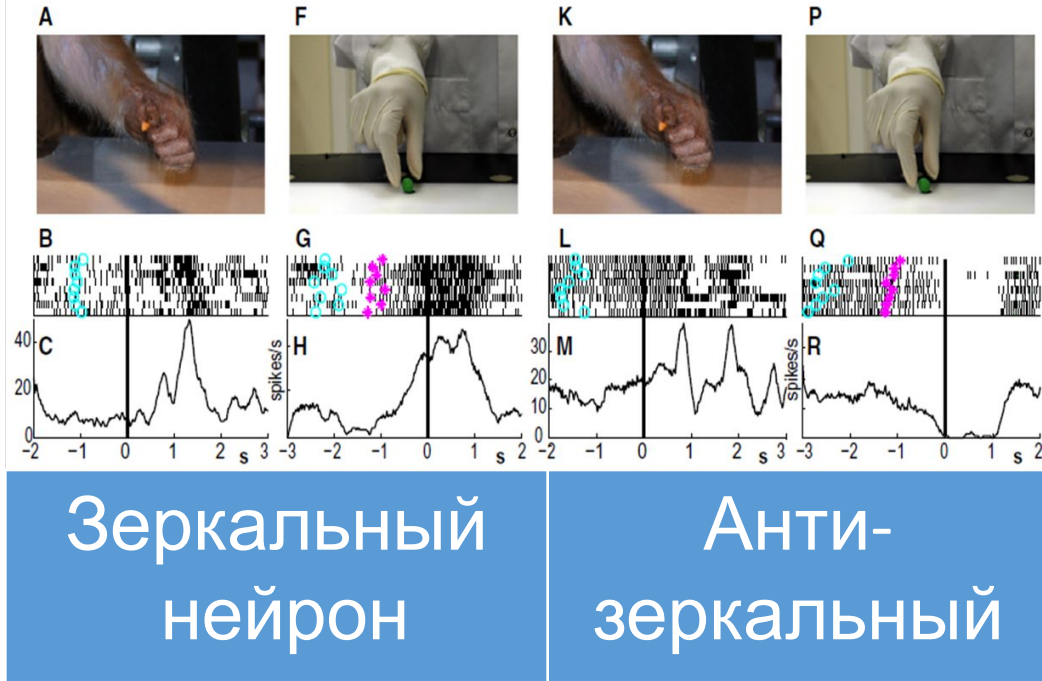 A F K P
B G L Q
C H M R
40
20
0
spikes/s
30
20
10
0
spikes/s
−2 −1 0 1 2 s 3
−3 −2 −1 0 1 s 2
−2 −1 0 1 2 s 3
−3 −2 −1 0 1 s 2
Зеркальный
нейрон
Анти-
зеркальный